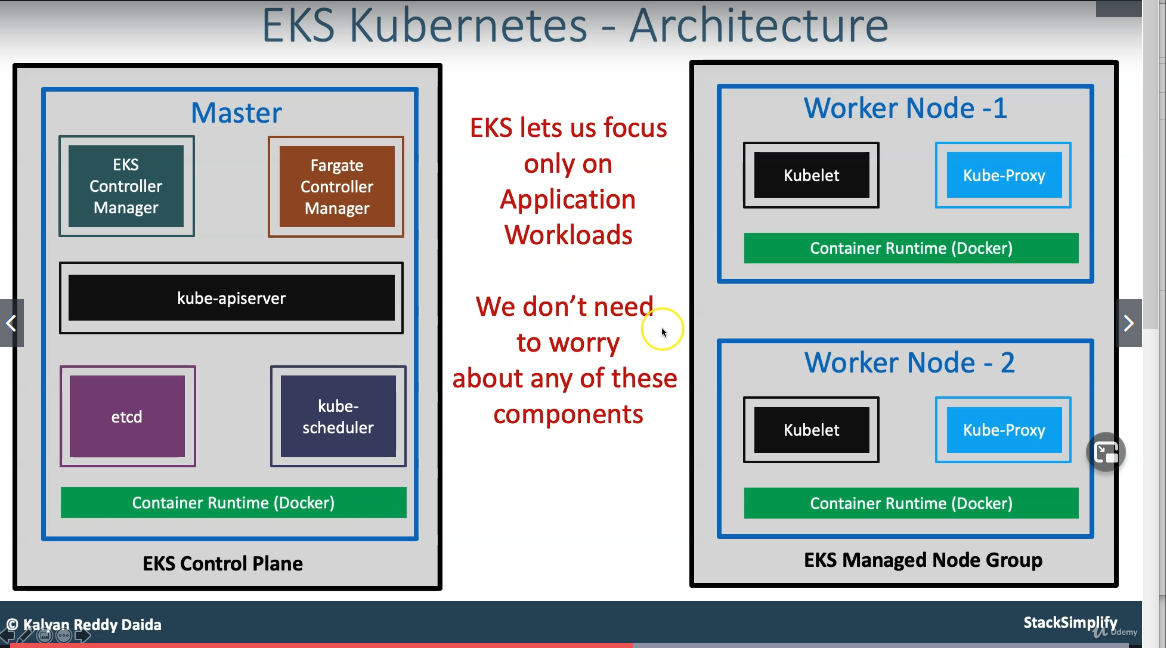 EKS Kubernetes - Architecture
Master
EKS
Controller
Manager
Fargate
Controller
Manager
kube-apiserver
etcd
kube-
scheduler
Container Runtime (Docker)
EKS Control Plane
EKS lets us focus
only on
Application
Workloads
We don’t need
to worry
about any of these
components
Worker Node -1
Kubelet
Kube-Proxy
Container Runtime (Docker)
Worker Node - 2
Kubelet
Kube-Proxy
Container Runtime (Docker)
EKS Managed Node Group
© Kalyan Reddy Daida
StackSimplify
Udemy